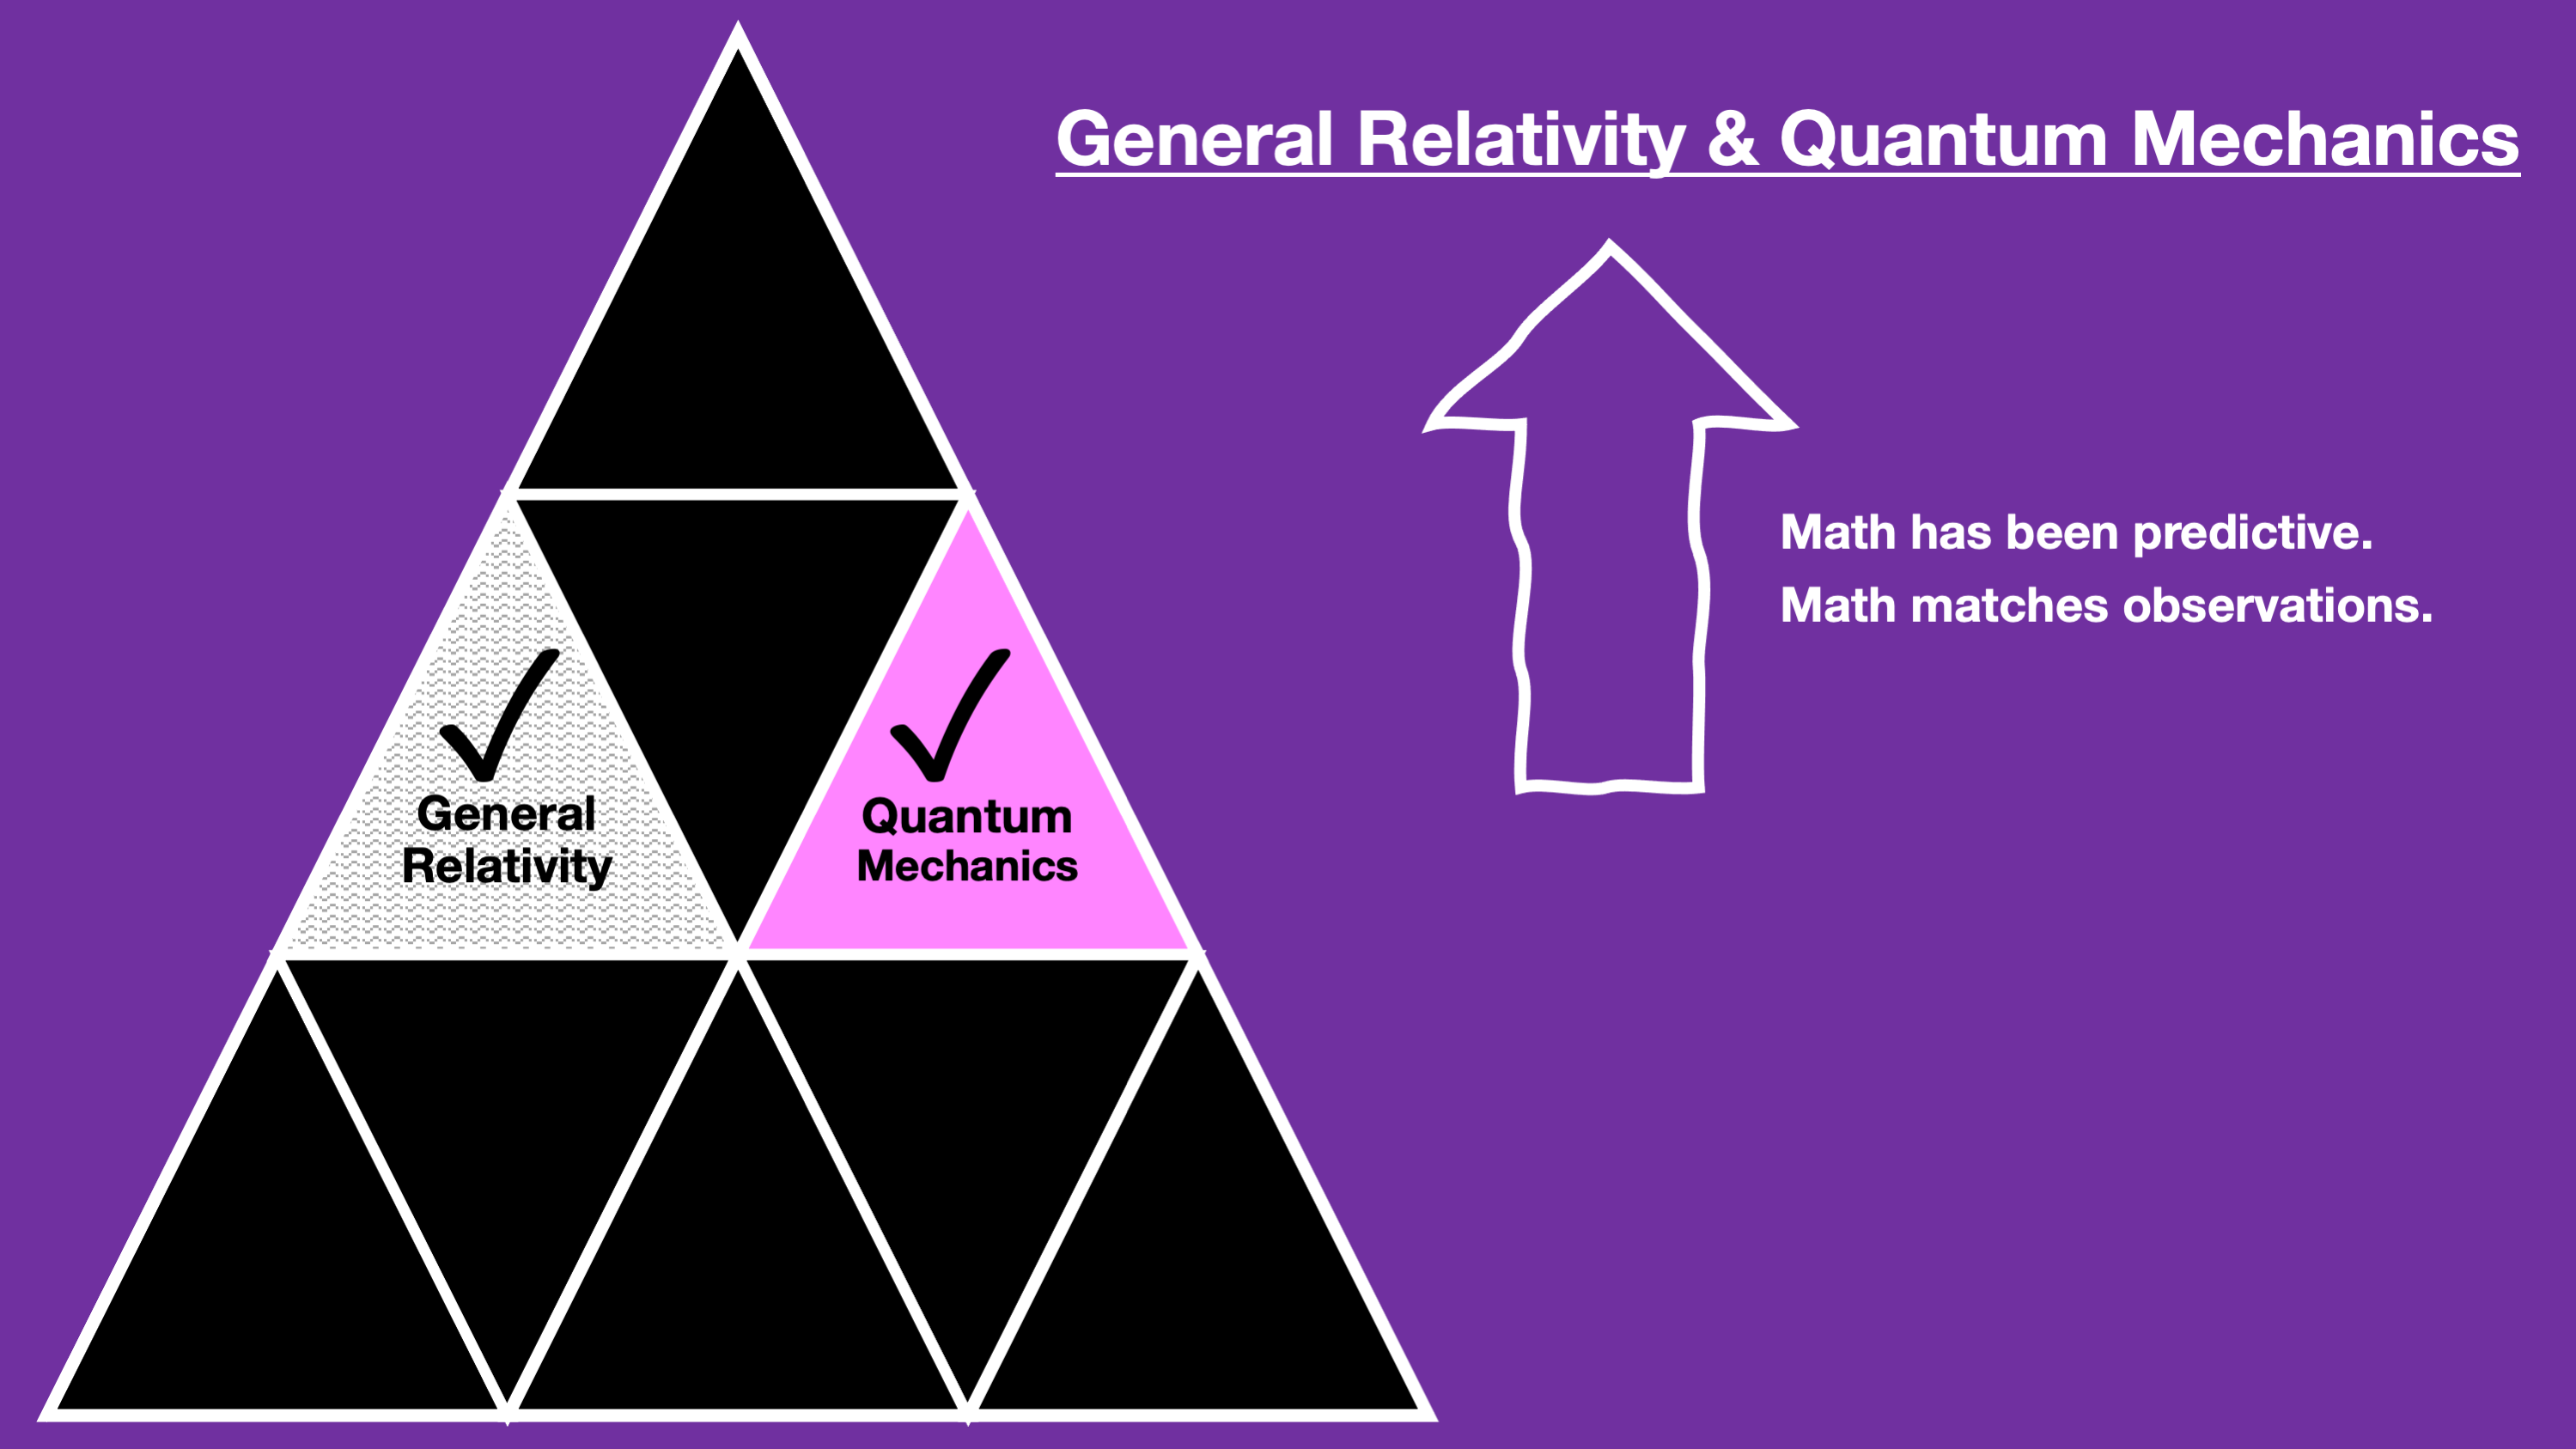 General Relativity & Quantum Mechanics
Math has been predictive.
Math matches observations.
General
Relativity
Quantum
Mechanics